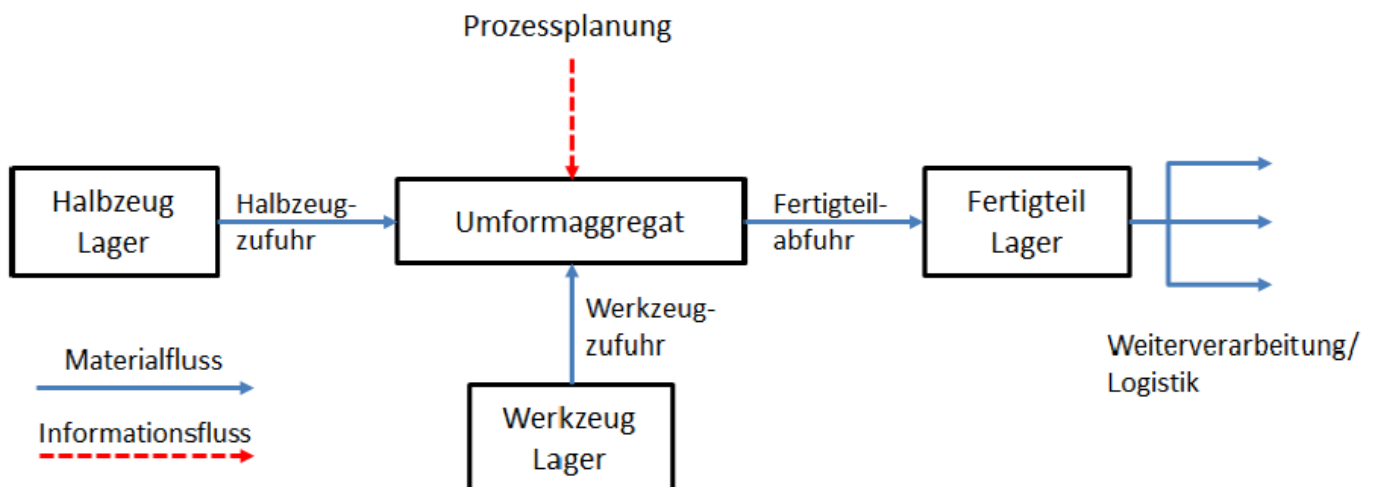 Prozessplanung
Halbzeug
Lager
Halbzeug-
zufuhr
Umformaggregat
Fertigteil-
abfuhr
Fertigteil
Lager
Werkzeug-
zufuhr
Werkzeug
Lager
Weiterverarbeitung/
Logistik
Materialfluss
Informationsfluss